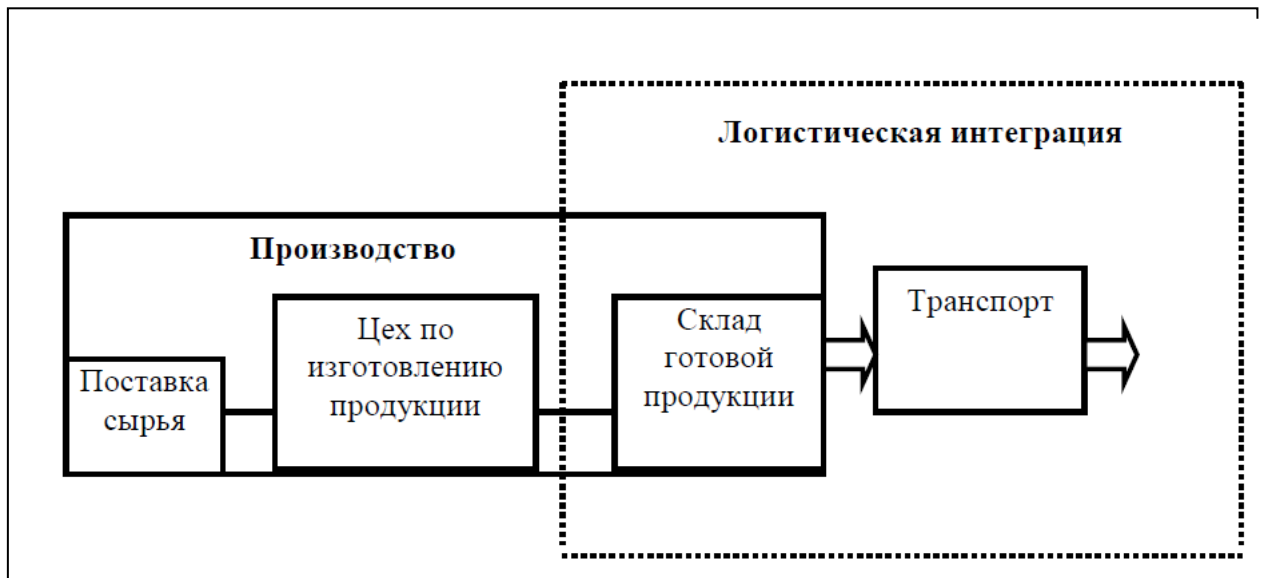 Логистическая интеграция
Производство
Поставка
сырья
Цех по
изготовлению
продукции
Склад
готовой
продукции
Транспорт